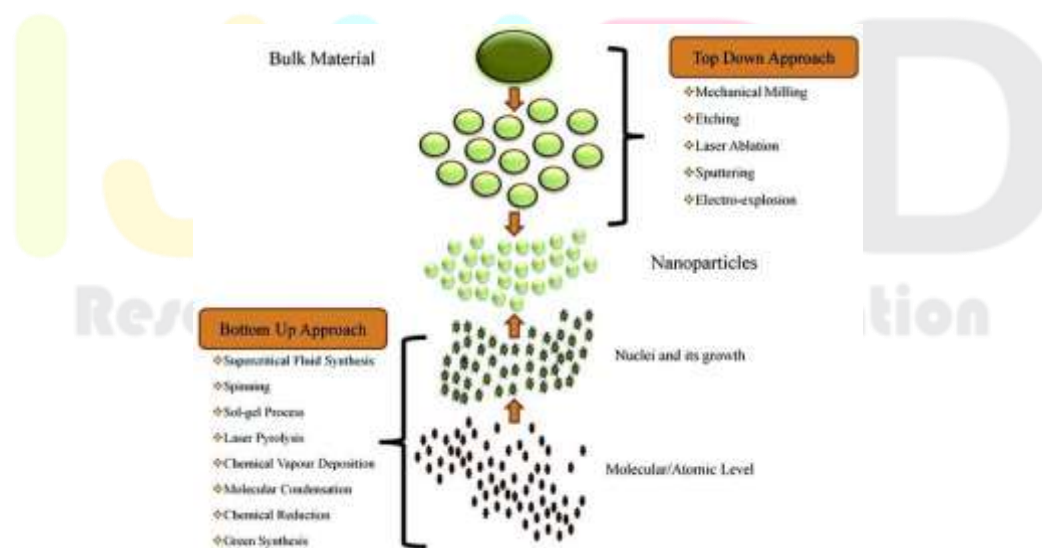 Bulk Material
Top Down Approach
❖Mechanical Milling
❖Etching
❖Laser Ablation
❖Sputtering
❖Electro-explosion
Nanoparticles
Bottom Up Approach
❖Supercritical Fluid Synthesis
❖Spinning
❖Sol-gel Process
❖Laser Pyrolysis
❖Chemical Vapour Deposition
❖Molecular Condensation
❖Chemical Reduction
❖Green Synthesis
Nuclei and its growth
Molecular/Atomic Level